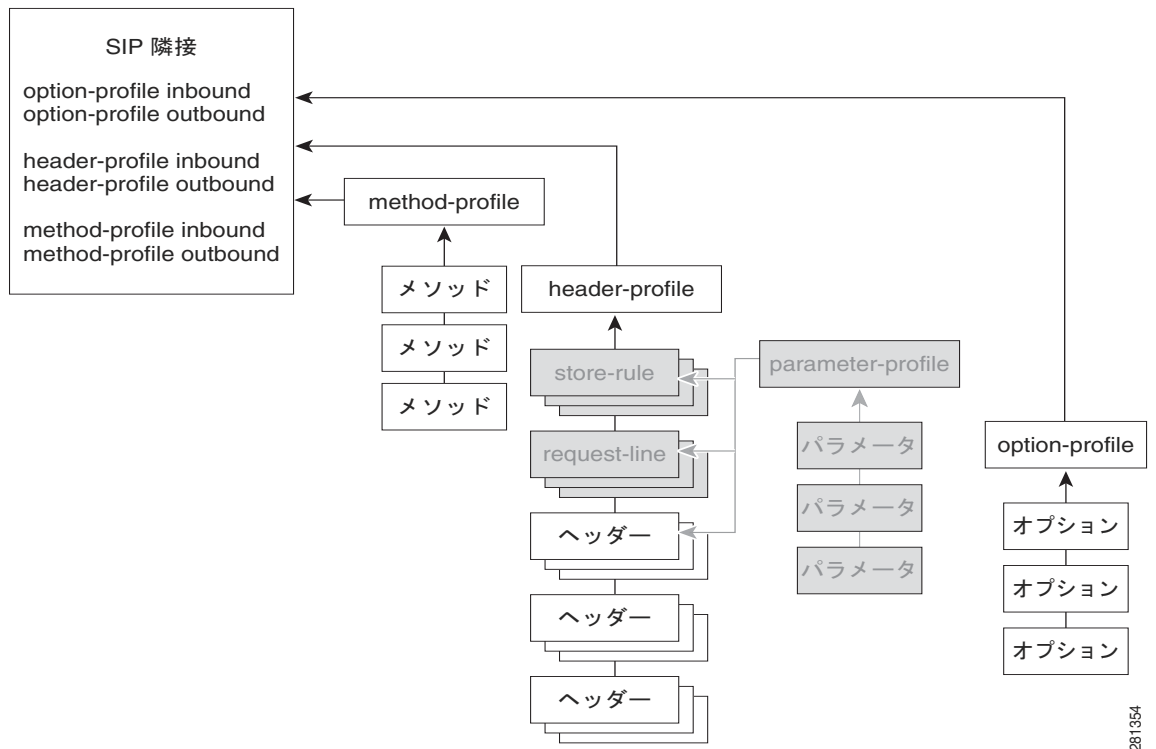 SIP 隣接
option-profile inbound
option-profile outbound
header-profile inbound
header-profile outbound
method-profile inbound
method-profile outbound
method-profile
メソッド
メソッド
メソッド
header-profile
store-rule
request-line
ヘッダー
ヘッダー
ヘッダー
parameter-profile
パラメータ
パラメータ
パラメータ
option-profile
オプション
オプション
オプション
281354